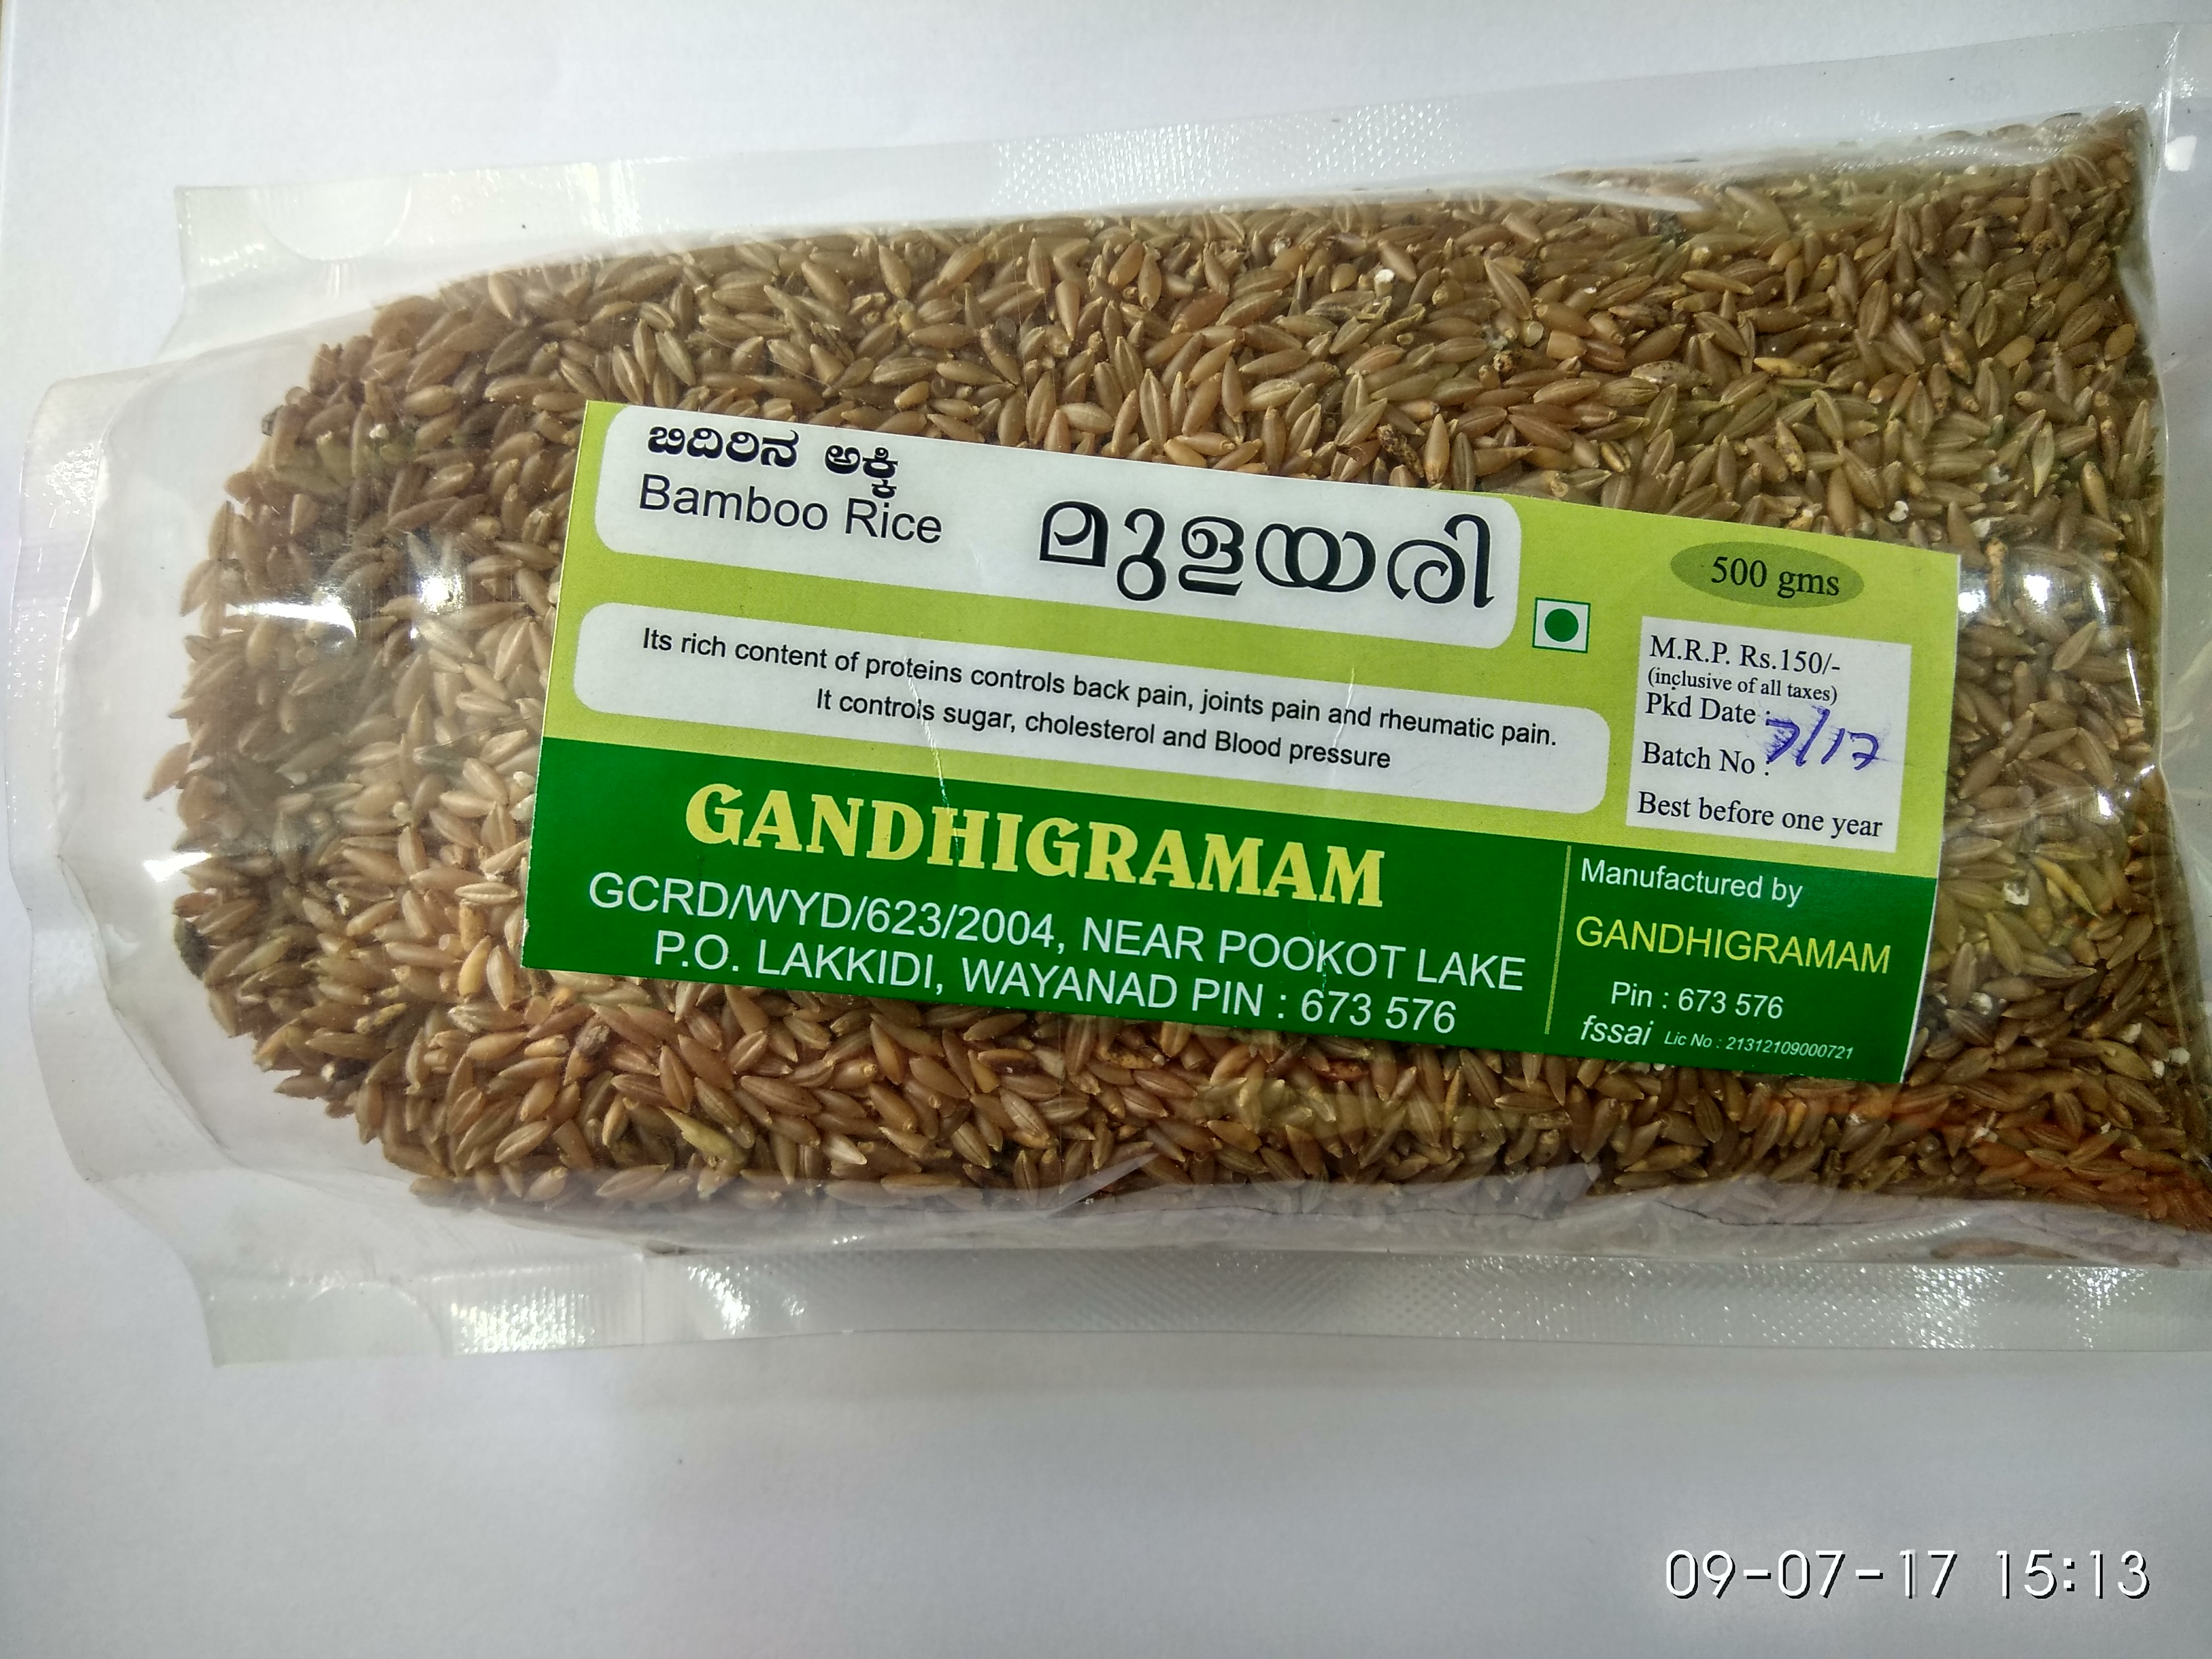 ಬಿದಿರಿನ ಅಕ್ಕಿ
Bamboo Rice
മുളയരി
500 gms
Its rich content of proteins controls back pain, joints pain and rheumatic pain.
It controls sugar, cholesterol and Blood pressure
M.R.P. Rs.150/-
(inclusive of all taxes)
Pkd Date : 7/17
Batch No :
Best before one year
GANDHIGRAMAM
GCRD/WYD/623/2004, NEAR POOKOT LAKE
P.O. LAKKIDI, WAYANAD PIN : 673 576
Manufactured by
GANDHIGRAMAM
Pin : 673 576
fssai Lic No : 21312109000721
09-07-17 15:13